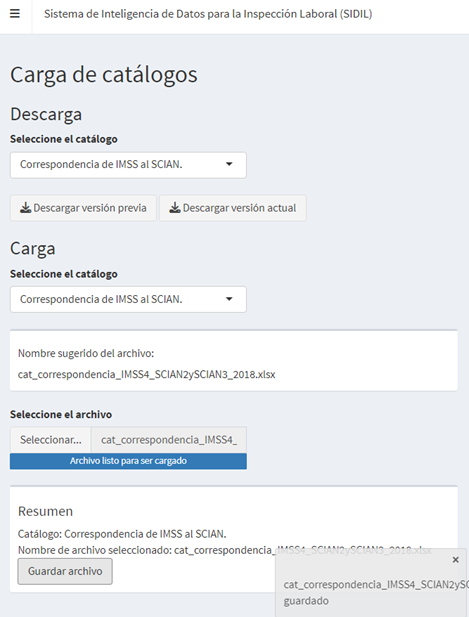 Sistema de Inteligencia de Datos para la Inspección Laboral (SIDIL)
Carga de catálogos
Descarga
Seleccione el catálogo
Correspondencia de IMSS al SCIAN.
Descargar versión previa
Descargar versión actual
Carga
Seleccione el catálogo
Correspondencia de IMSS al SCIAN.
Nombre sugerido del archivo:
cat_correspondencia_IMSS4_SCIAN2ySCIAN3_2018.xlsx
Seleccione el archivo
Seleccionar... cat_correspondencia_IMSS4_
Archivo listo para ser cargado
Resumen
Catálogo: Correspondencia de IMSS al SCIAN.
Nombre de archivo seleccionado: cat_correspondencia_IMSS4_SCIAN2ySCIAN3_2018.xlsx
Guardar archivo
×
cat_correspondencia_IMSS4_SCIAN2ySC
guardado